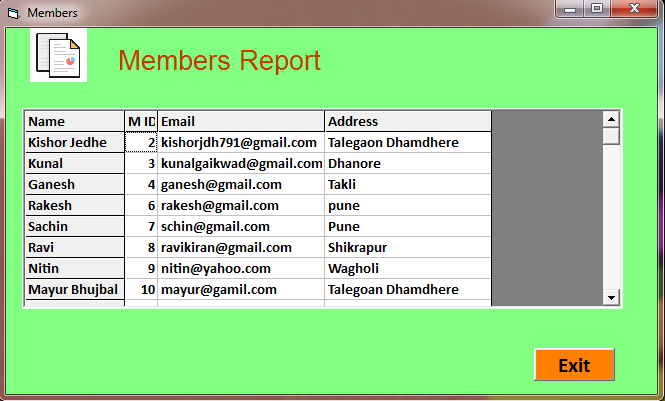 Members
Members Report
Name M ID Email Address
Kishor Jedhe 2 kishorjdh791@gmail.com Talegaon Dhamdhere
Kunal 3 kunalgaikwad@gmail.com Dhanore
Ganesh 4 ganesh@gmail.com Takli
Rakesh 6 rakesh@gmail.com pune
Sachin 7 schin@gmail.com Pune
Ravi 8 ravikiran@gmail.com Shikrapur
Nitin 9 nitin@yahoo.com Wagholi
Mayur Bhujbal 10 mayur@gamil.com Talegoan Dhamdhere
Exit